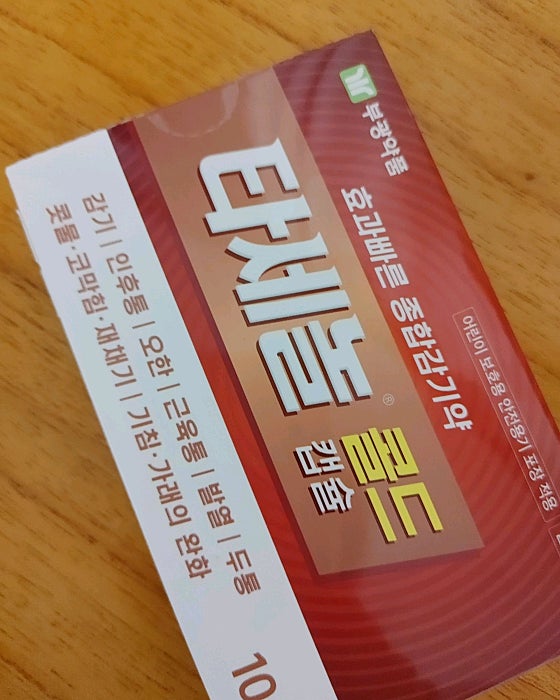 부광약품
효과빠른 종합감기약
어린이 보호용 안전용기 포장 적용
타세놀® 콜드
캡슐
감기 | 인후통 | 오한 | 근육통 | 발열 | 두통
콧물·코막힘·재채기 | 기침·가래의 완화
10